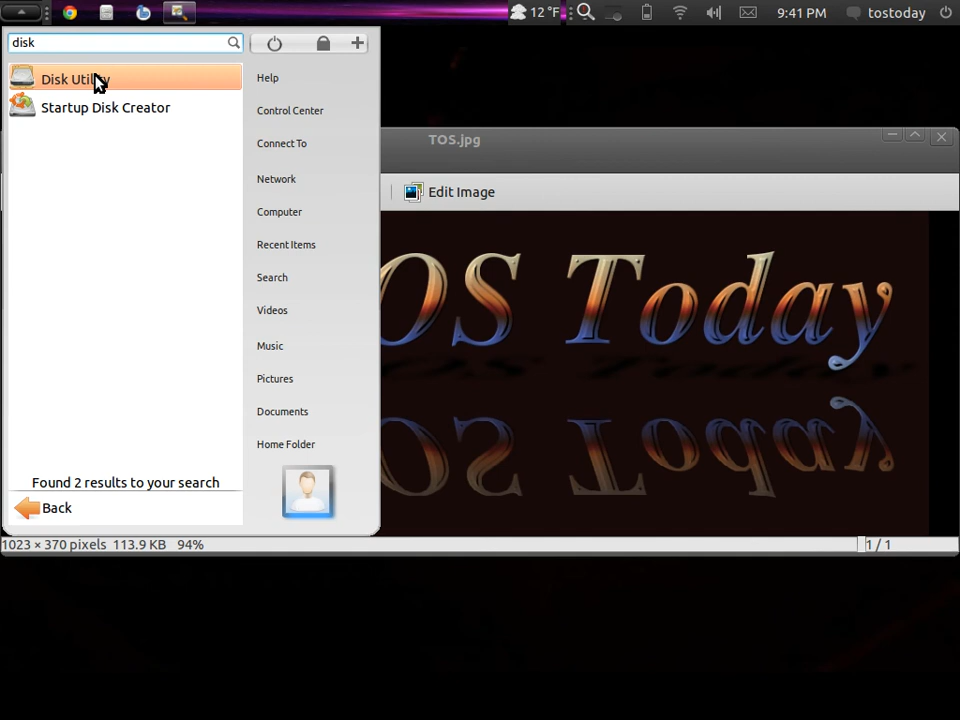 12 °F
9:41 PM
tostoday
disk
Disk Utility
Startup Disk Creator
Found 2 results to your search
Back
Help
Control Center
Connect To
Network
Computer
Recent Items
Search
Videos
Music
Pictures
Documents
Home Folder
TOS.jpg
Edit Image
OS Today
1023 × 370 pixels 113.9 KB 94%
1 / 1